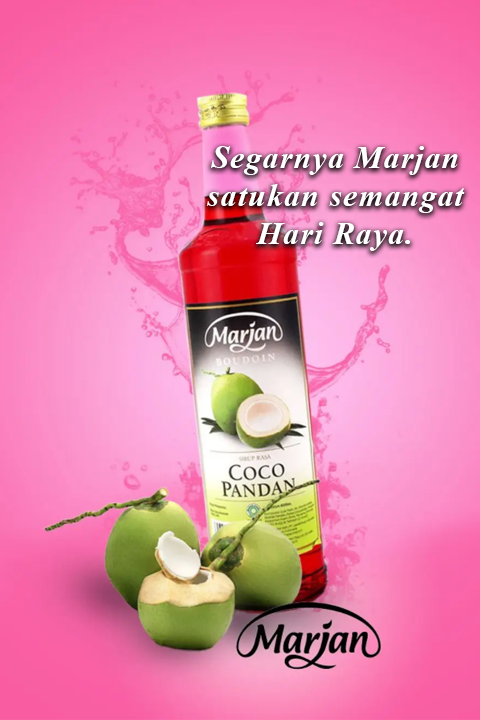 Segarnya Marjan
satukan semangat
Hari Raya.
Marjan
BOUDOIN
SIRUP RASA
COCO
PANDAN
Marjan